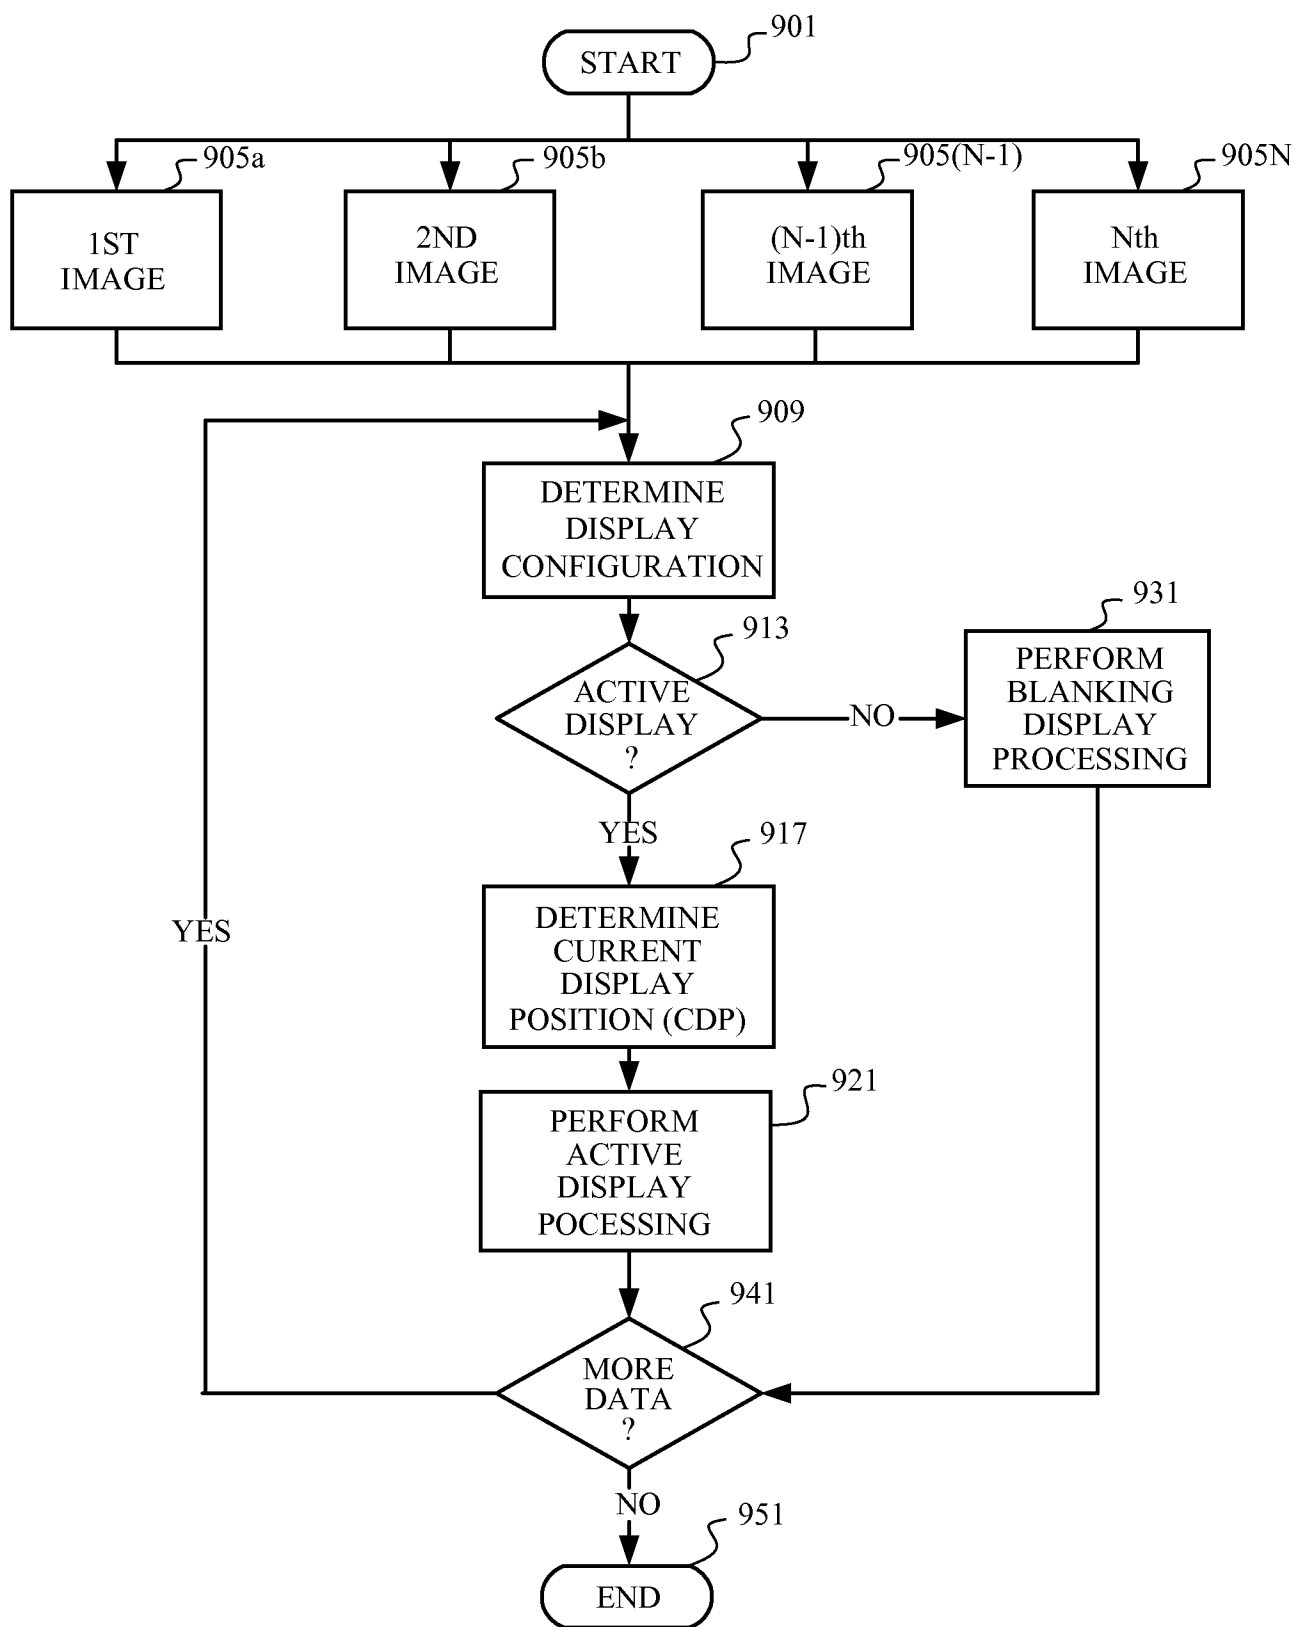 901
START
905a
905b
905(N-1)
905N
1ST
IMAGE
2ND
IMAGE
(N-1)th
IMAGE
Nth
IMAGE
909
DETERMINE
DISPLAY
CONFIGURATION
913
ACTIVE
DISPLAY
?
NO
931
PERFORM
BLANKING
DISPLAY
PROCESSING
YES
917
DETERMINE
CURRENT
DISPLAY
POSITION (CDP)
YES
921
PERFORM
ACTIVE
DISPLAY
POCESSING
941
MORE
DATA
?
NO
951
END